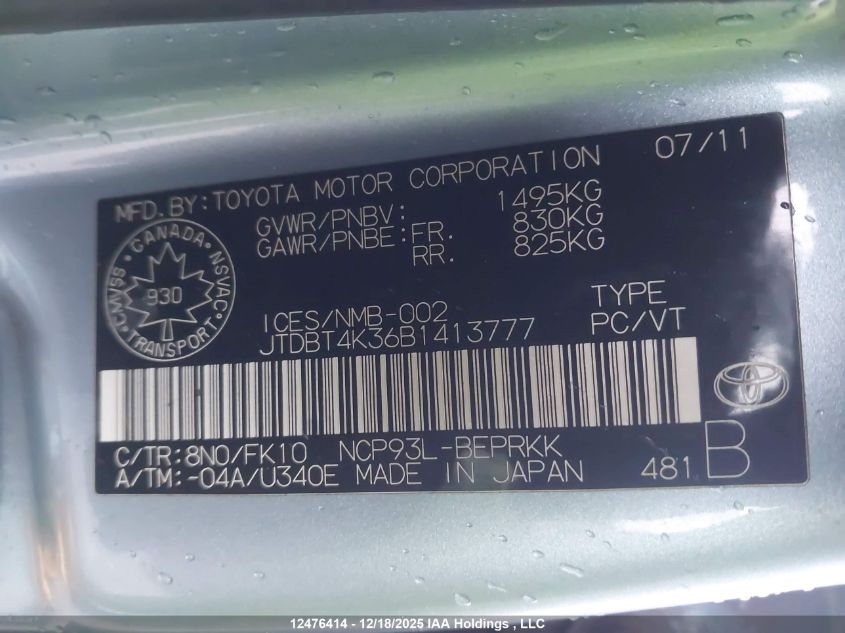 MFD. BY: TOYOTA MOTOR CORPORATION 07/11
GVWR/PNBV: 1495KG
GAWR/PNBE: FR. 830KG
RR. 825KG
CANADA
CMVSS 930 NSVAC
TRANSPORT
ICES/NMB-002 TYPE
JTDBT4K36B1413777 PC/VT
C/TR: 8N0/FK10 NCP93L-BEPRKK
A/TM: -04A/U340E MADE IN JAPAN 481 B
12476414 - 12/18/2025 IAA Holdings , LLC